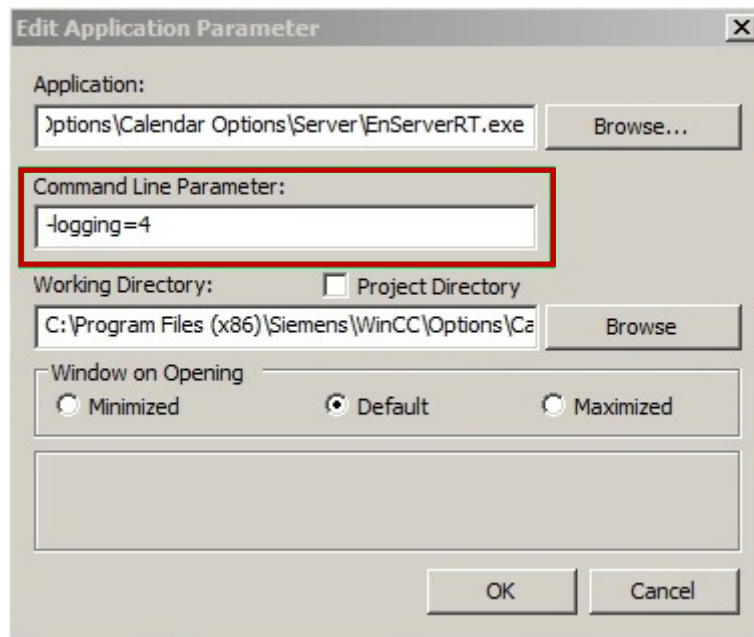 Edit Application Parameter
Application:
Options\Calendar Options\Server\EnServerRT.exe
Browse...
Command Line Parameter:
-logging=4
Working Directory:
Project Directory
C:\Program Files (x86)\Siemens\WinCC\Options\Ca
Browse
Window on Opening
Minimized
Default
Maximized
OK
Cancel